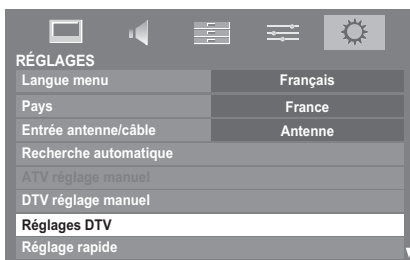 RÉGLAGES
Langue menu Français
Pays France
Entrée antenne/câble Antenne
Recherche automatique
ATV réglage manuel
DTV réglage manuel
Réglages DTV
Réglage rapide